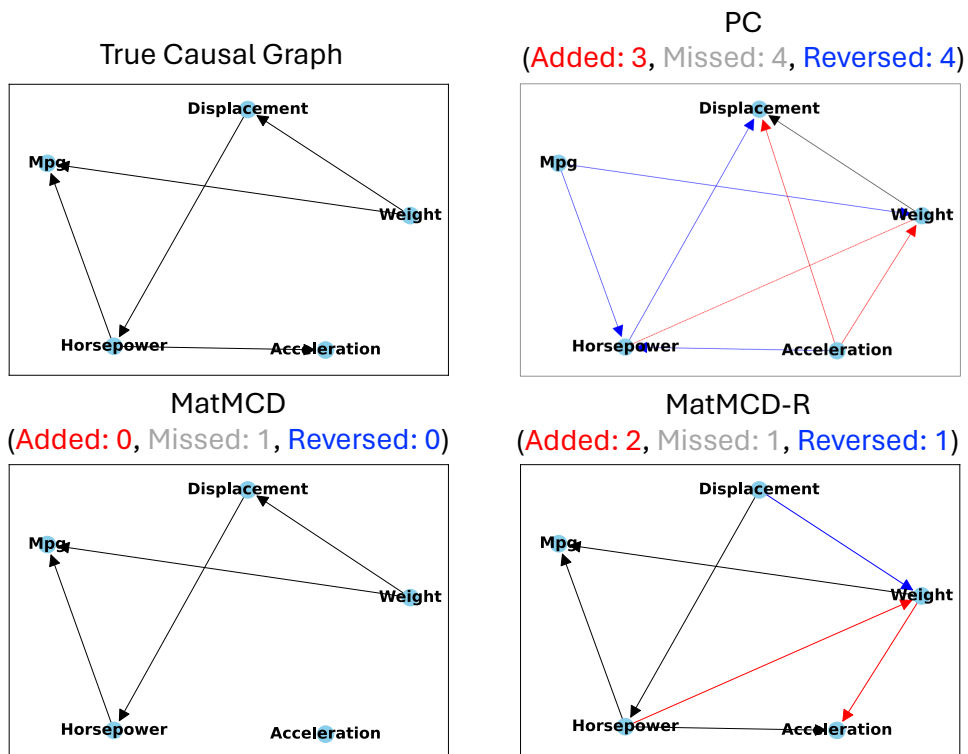 True Causal Graph
Displacement
Mpg
Weight
Horsepower
Acceleration
PC
(Added: 3, Missed: 4, Reversed: 4)
Displacement
Mpg
Weight
Horsepower
Acceleration
MatMCD
(Added: 0, Missed: 1, Reversed: 0)
Displacement
Mpg
Weight
Horsepower
Acceleration
MatMCD-R
(Added: 2, Missed: 1, Reversed: 1)
Displacement
Mpg
Weight
Horsepower
Acceleration